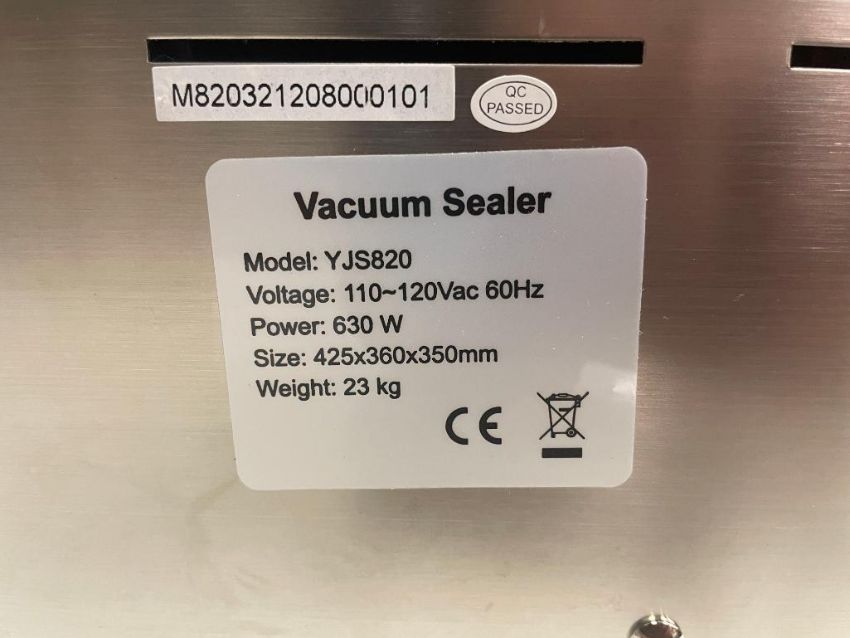 M820321208000101
QC
PASSED
Vacuum Sealer
Model: YJS820
Voltage: 110~120Vac 60Hz
Power: 630 W
Size: 425x360x350mm
Weight: 23 kg
CE